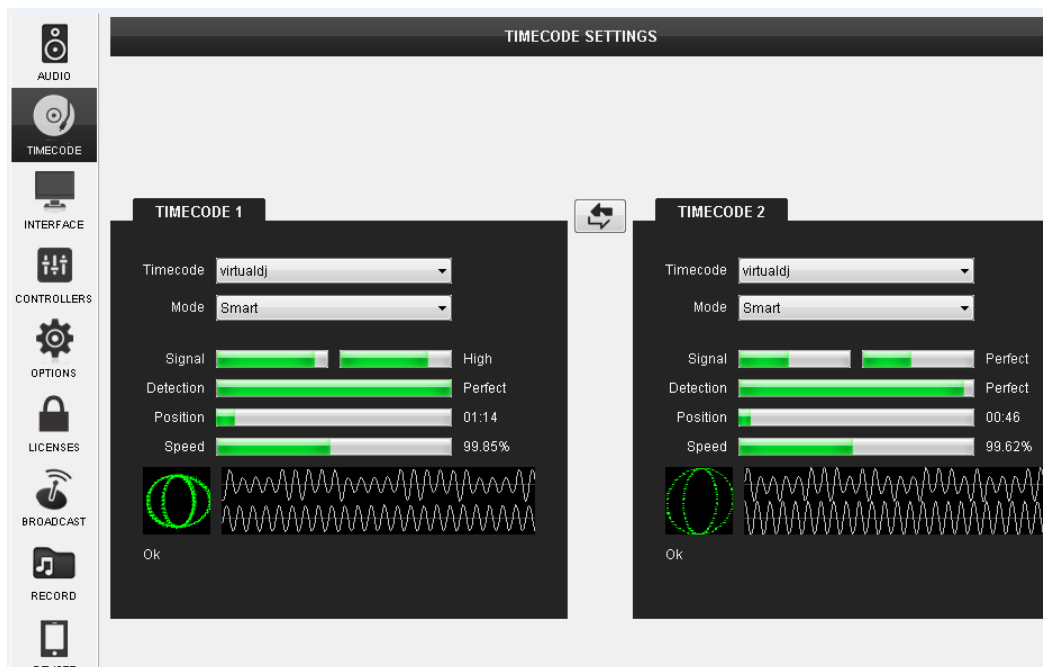 TIMECODE SETTINGS
AUDIO
TIMECODE
INTERFACE
CONTROLLERS
OPTIONS
LICENSES
BROADCAST
RECORD
TIMECODE 1
Timecode virtualdj
Mode Smart
Signal High
Detection Perfect
Position 01:14
Speed 99.85%
Ok
TIMECODE 2
Timecode virtualdj
Mode Smart
Signal Perfect
Detection Perfect
Position 00:46
Speed 99.62%
Ok